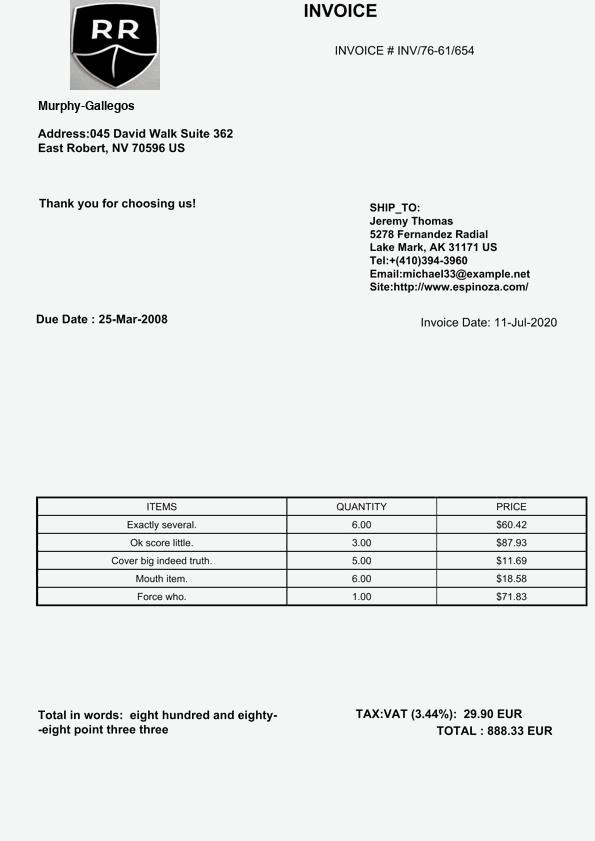 RR
INVOICE
INVOICE # INV/76-61/654
Murphy-Gallegos
Address:045 David Walk Suite 362
East Robert, NV 70596 US
Thank you for choosing us!
SHIP_TO:
Jeremy Thomas
5278 Fernandez Radial
Lake Mark, AK 31171 US
Tel:+(410)394-3960
Email:michael33@example.net
Site:http://www.espinoza.com/
Due Date : 25-Mar-2008
Invoice Date: 11-Jul-2020
ITEMS QUANTITY PRICE
Exactly several. 6.00 $60.42
Ok score little. 3.00 $87.93
Cover big indeed truth. 5.00 $11.69
Mouth item. 6.00 $18.58
Force who. 1.00 $71.83
Total in words: eight hundred and eighty-
-eight point three three
TAX:VAT (3.44%): 29.90 EUR
TOTAL : 888.33 EUR